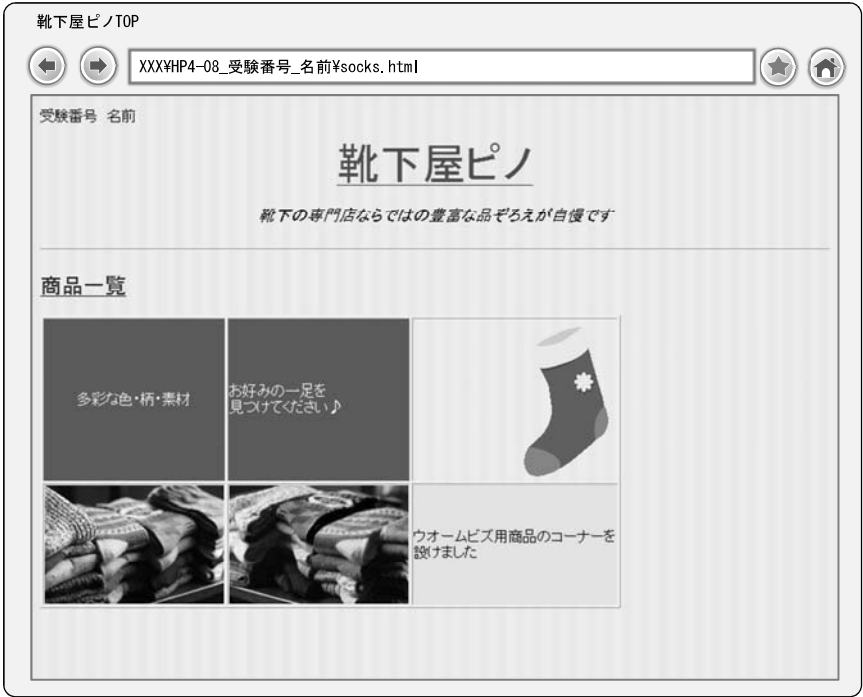 靴下屋ピノTOP
XXX¥HP4-08_受験番号_名前¥socks.html
受験番号 名前
靴下屋ピノ
靴下の専門店ならではの豊富な品ぞろえが自慢です
商品一覧
多彩な色・柄・素材
お好みの一足を
見つけてください♪
ウオームビズ用商品のコーナーを
設けました